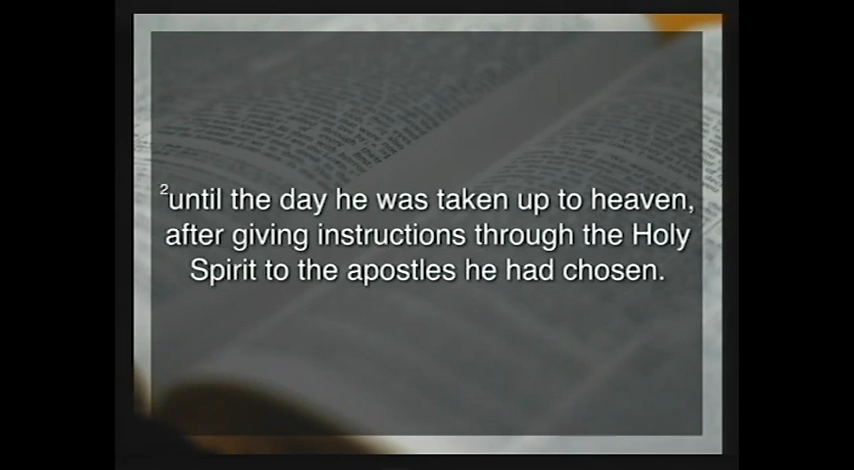 ²until the day he was taken up to heaven,
after giving instructions through the Holy
Spirit to the apostles he had chosen.